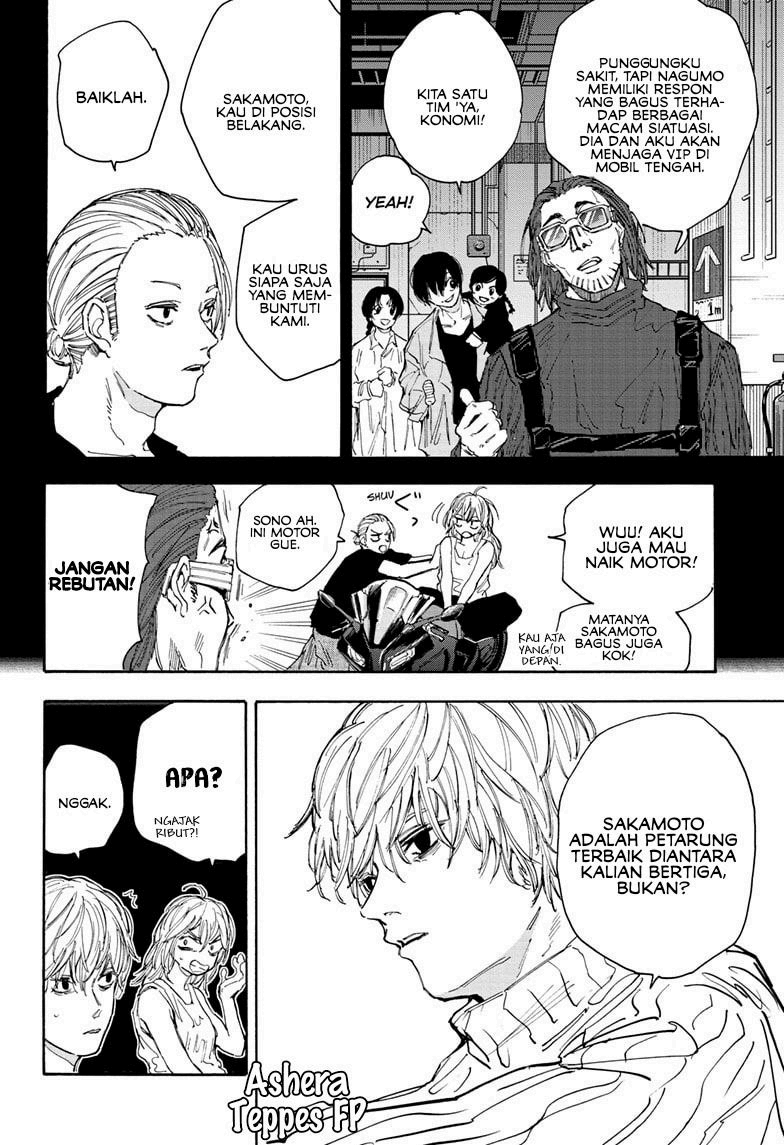 PUNGGUNGKU
SAKIT, TAPI NAGUMO
MEMILIKI RESPON
YANG BAGUS TERHA-
DAP BERBAGAI
MACAM SIATUASI.
DIA DAN AKU AKAN
MENJAGA VIP DI
MOBIL TENGAH.
KITA SATU
TIM 'YA,
KONOMI!
YEAH!
1m
SAKAMOTO,
KAU DI POSISI
BELAKANG.
KAU URUS
SIAPA SAJA
YANG MEM-
BUNTUTI
KAMI.
BAIKLAH.
WUU! AKU
JUGA MAU
NAIK MOTOR!
MATANYA
SAKAMOTO
BAGUS JUGA
KOK!
KAU AJA
YANG DI
DEPAN.
SHUU
SONO AH.
INI MOTOR
GUE.
JANGAN
REBUTAN!
SAKAMOTO
ADALAH PETARUNG
TERBAIK DIANTARA
KALIAN BERTIGA,
BUKAN?
APA?
NGAJAK
RIBUT?!
NGGAK.
Ashera
Teppes FP